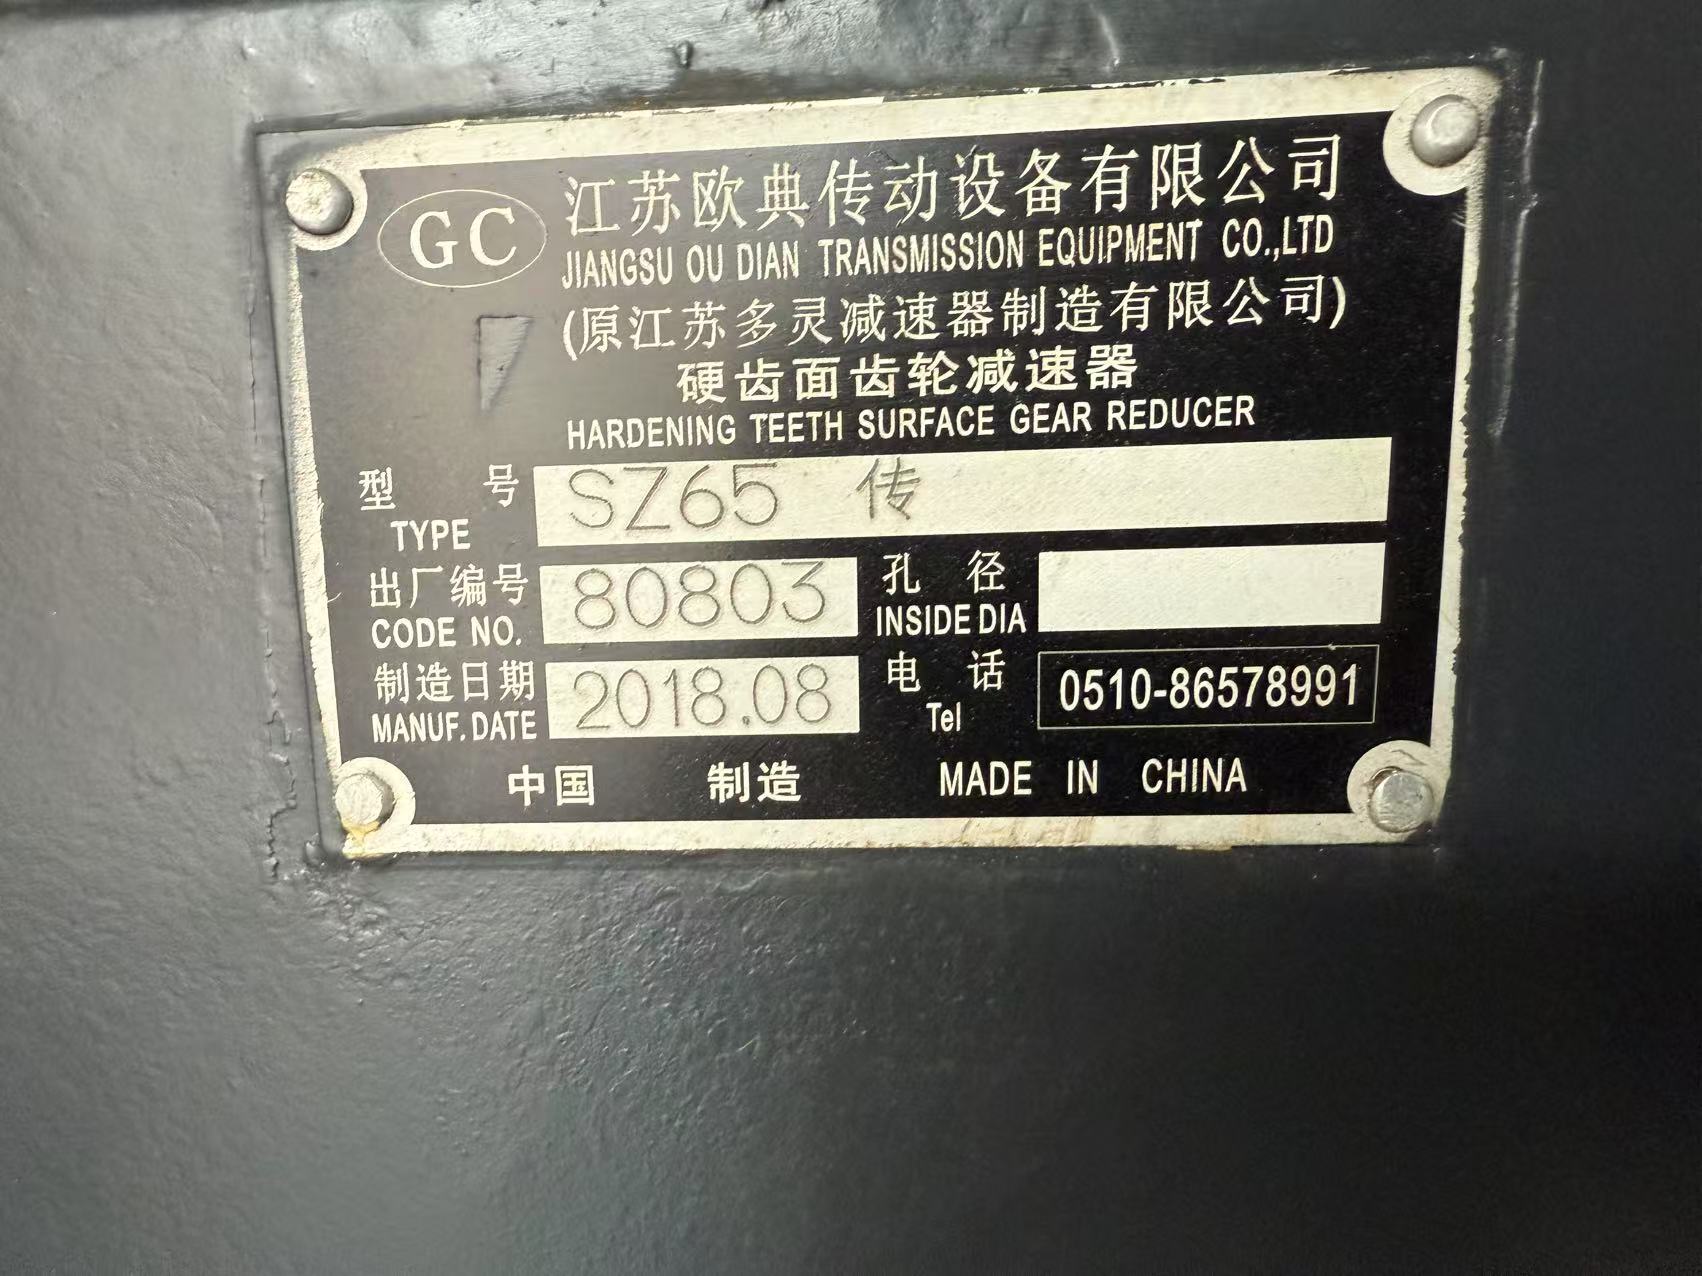 GC
江苏欧典传动设备有限公司
JIANGSU OU DIAN TRANSMISSION EQUIPMENT CO.,LTD
(原江苏多灵减速器制造有限公司)
硬齿面齿轮减速器
HARDENING TEETH SURFACE GEAR REDUCER
型 号 SZ65 传
TYPE
出厂编号 80803 孔 径
CODE NO. INSIDE DIA
制造日期 2018.08 电 话 0510-86578991
MANUF. DATE Tel
中国 制造 MADE IN CHINA